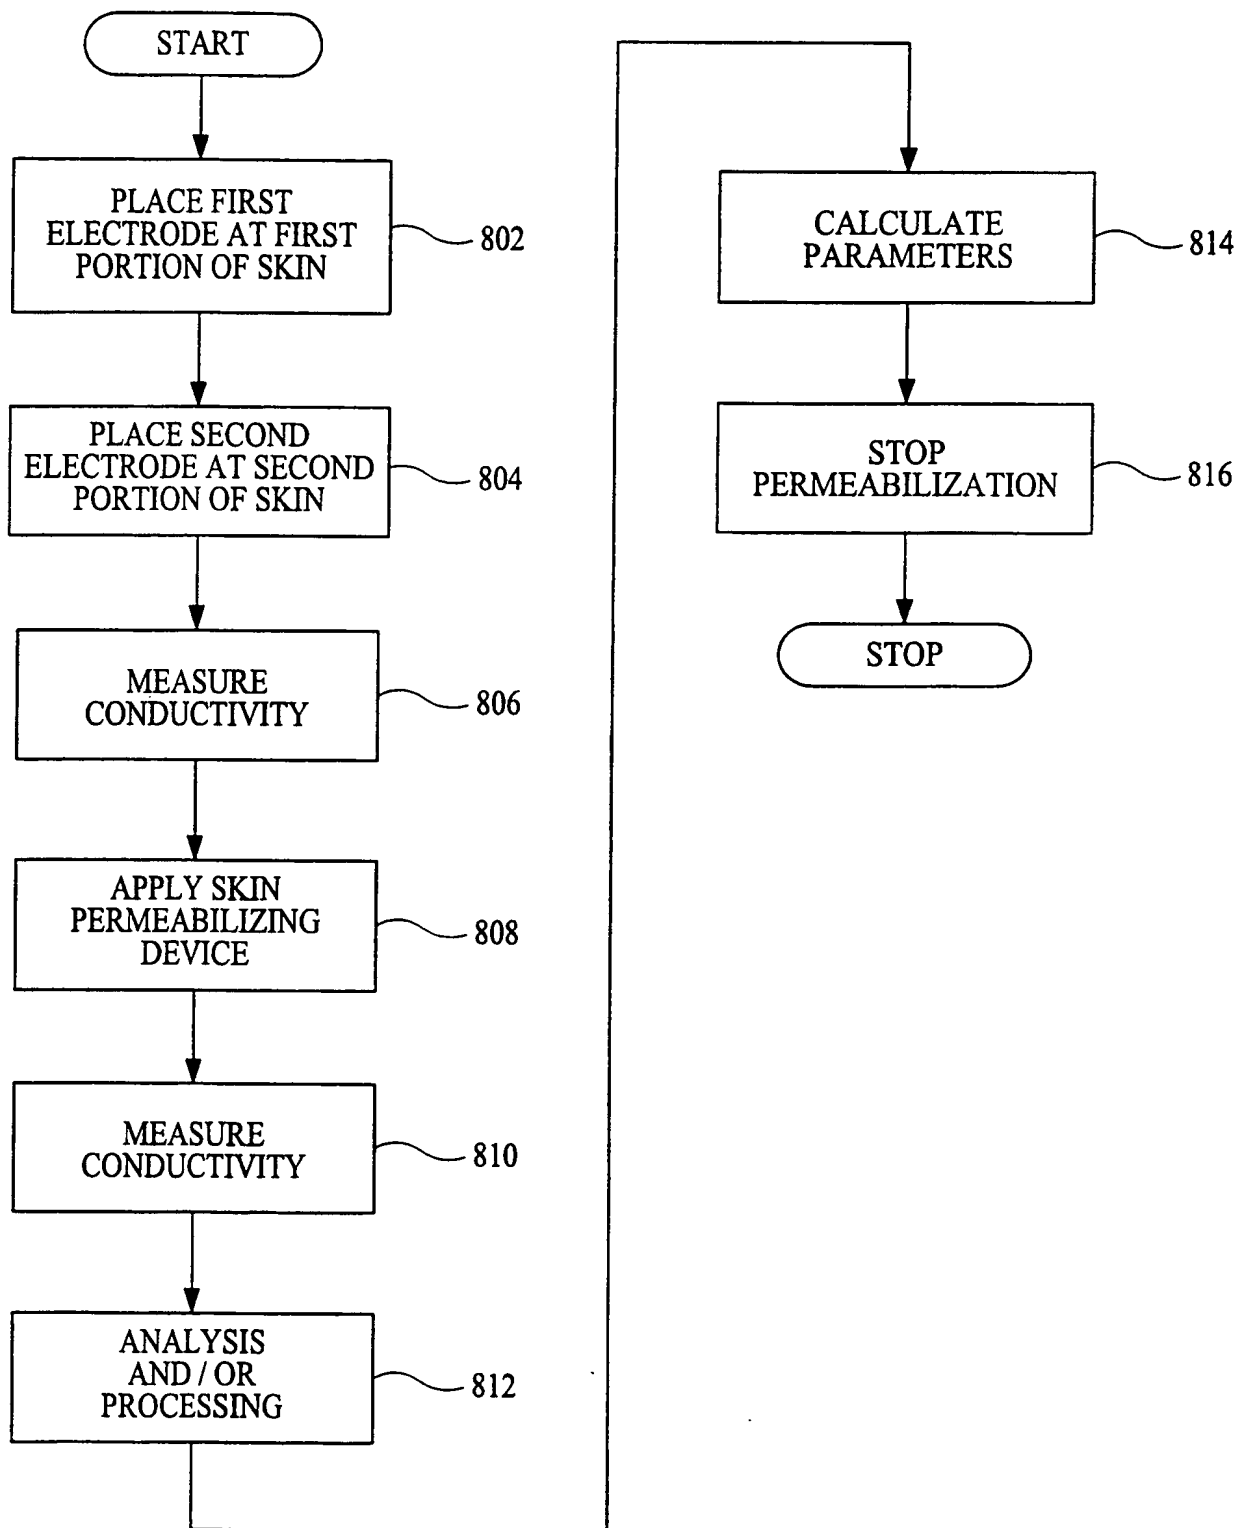 START
PLACE FIRST
ELECTRODE AT FIRST
PORTION OF SKIN
802
PLACE SECOND
ELECTRODE AT SECOND
PORTION OF SKIN
804
MEASURE
CONDUCTIVITY
806
APPLY SKIN
PERMEABILIZING
DEVICE
808
MEASURE
CONDUCTIVITY
810
ANALYSIS
AND / OR
PROCESSING
812
CALCULATE
PARAMETERS
814
STOP
PERMEABILIZATION
816
STOP